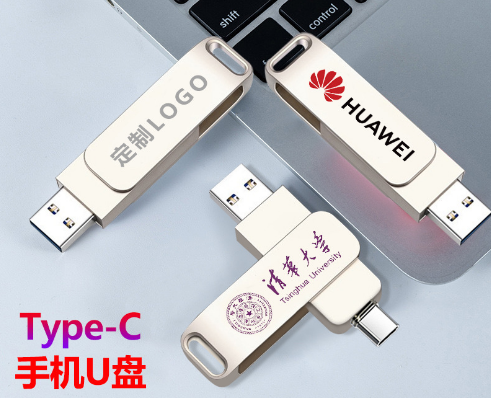 shift
control
定制LOGO
HUAWEI
清华大学
Tsinghua University
Type-C
手机U盘